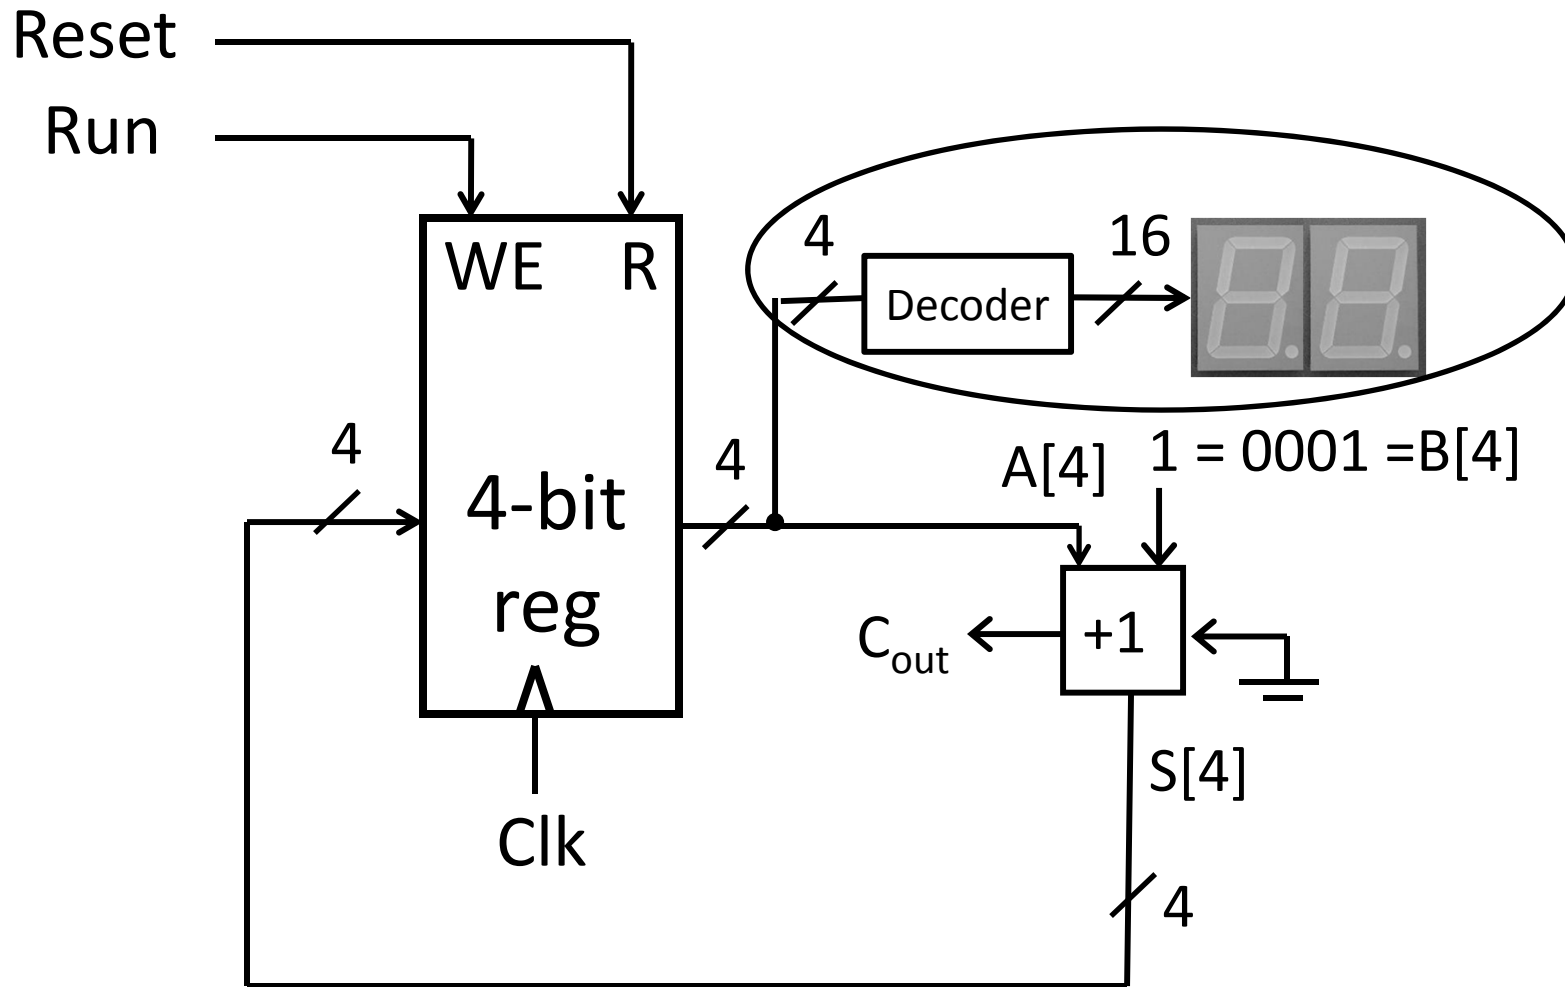 Reset
Run
WE R
4 16
Decoder
4
4
4-bit
reg
A[4]
1 = 0001 =B[4]
+1
Cout
S[4]
Clk
4